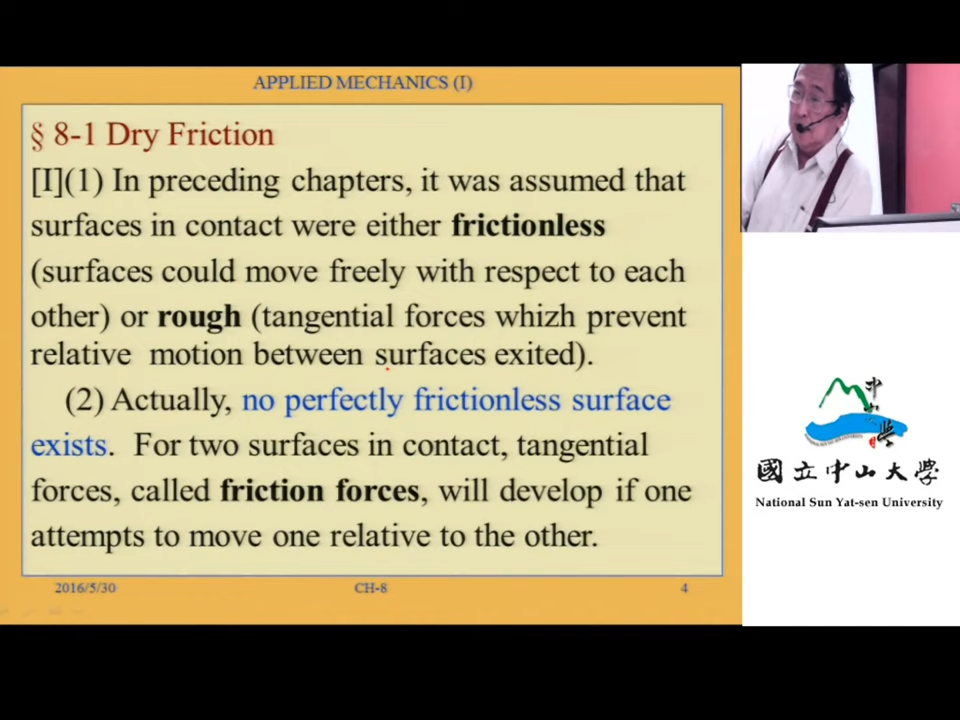 APPLIED MECHANICS (I)
§ 8-1 Dry Friction
[I](1) In preceding chapters, it was assumed that
surfaces in contact were either frictionless
(surfaces could move freely with respect to each
other) or rough (tangential forces whizh prevent
relative motion between surfaces exited).
(2) Actually, no perfectly frictionless surface
exists. For two surfaces in contact, tangential
forces, called friction forces, will develop if one
attempts to move one relative to the other.
2016/5/30
CH-8
4
國立中山大學
National Sun Yat-sen University